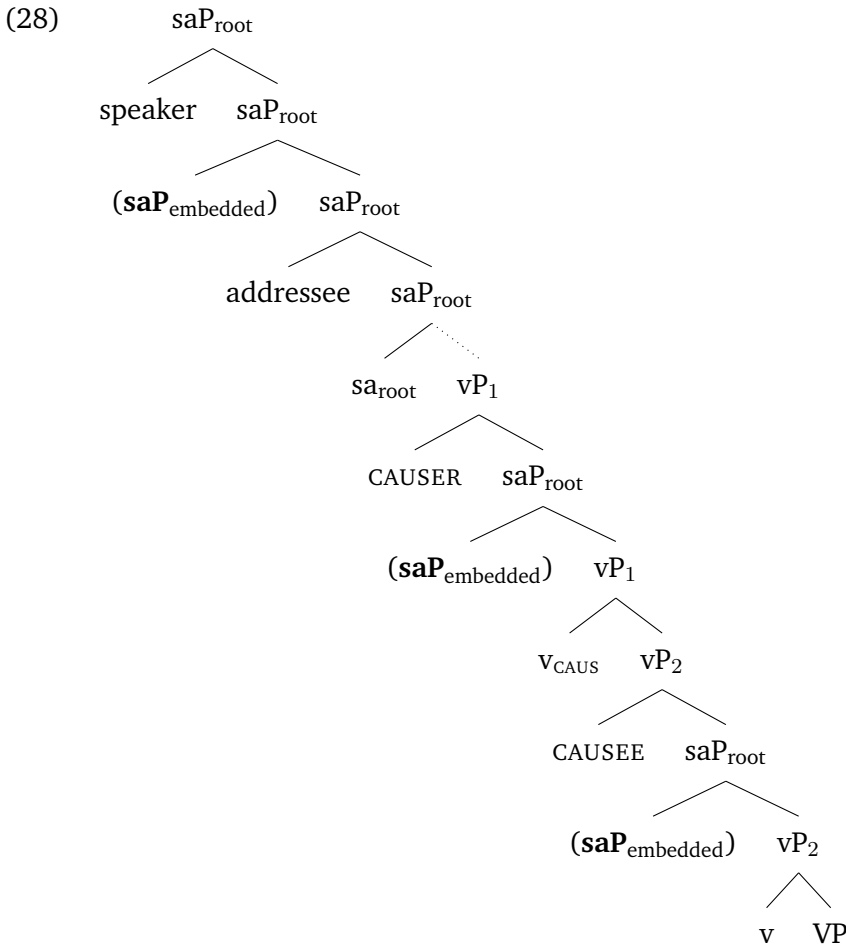 (28) saP_root
speaker saP_root
(saP_embedded) saP_root
addressee saP_root
sa_root vP_1
CAUSER saP_root
(saP_embedded) vP_1
v_CAUS vP_2
CAUSEE saP_root
(saP_embedded) vP_2
v VP